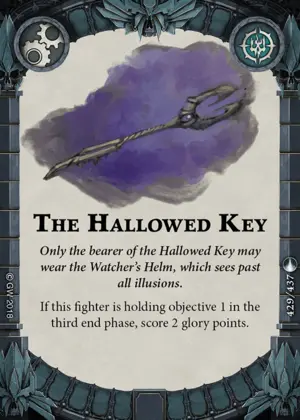 The Hallowed Key
Only the bearer of the Hallowed Key may
wear the Watcher's Helm, which sees past
all illusions.
If this fighter is holding objective 1 in the
third end phase, score 2 glory points.
© GW 2018
429/437